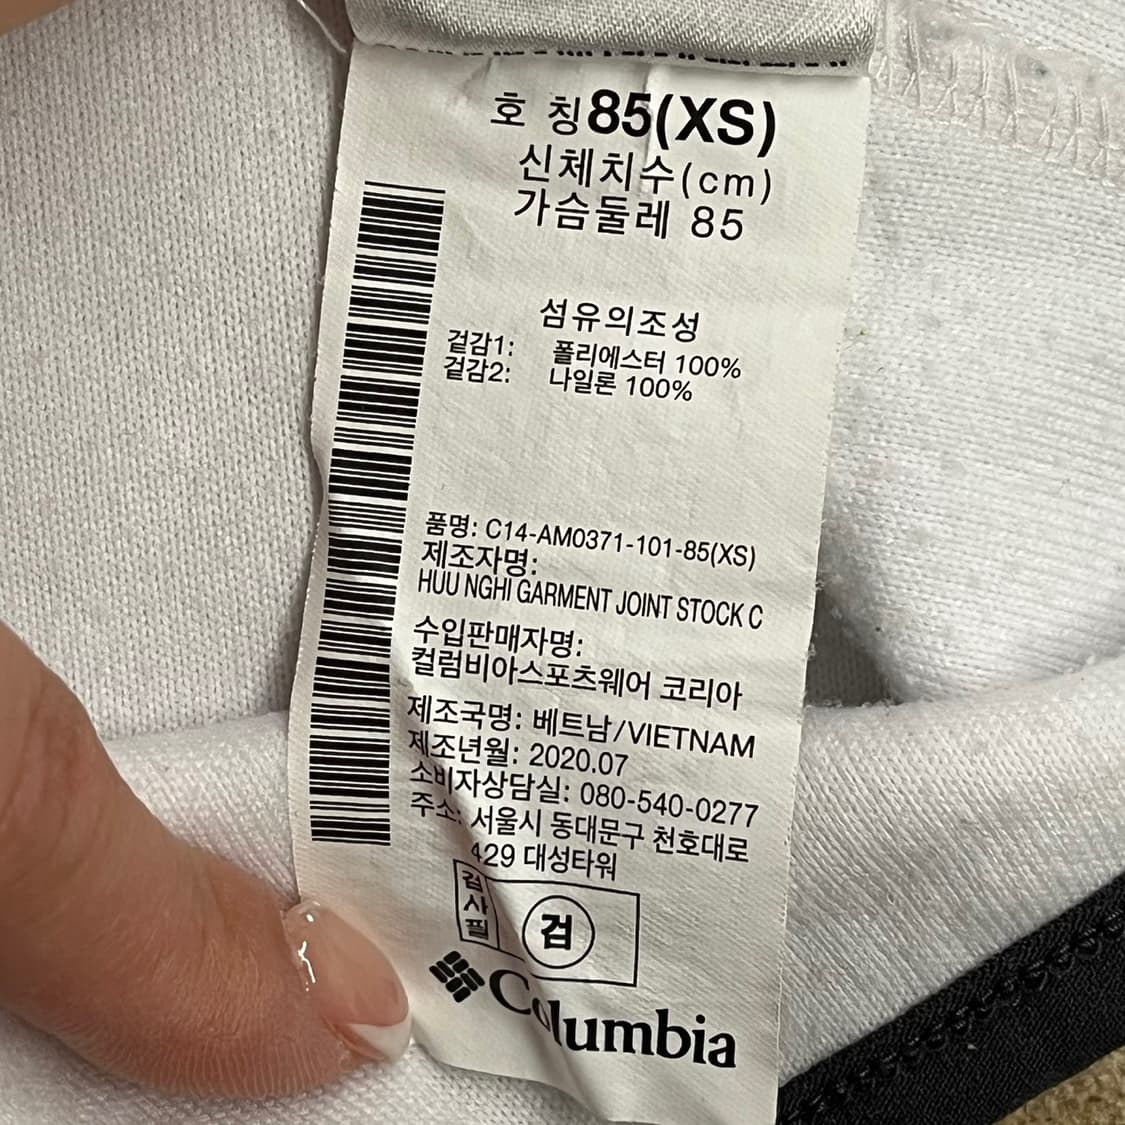 호 칭85(XS)
신체치수(cm)
가슴둘레 85
섬유의조성
겉감1: 폴리에스터 100%
겉감2: 나일론 100%
품명: C14-AM0371-101-85(XS)
제조자명:
HUU NGHI GARMENT JOINT STOCK C
수입판매자명:
컬럼비아스포츠웨어 코리아
제조국명: 베트남/VIETNAM
제조년월: 2020.07
소비자상담실: 080-540-0277
주소: 서울시 동대문구 천호대로
429 대성타워
검사필
검
Columbia